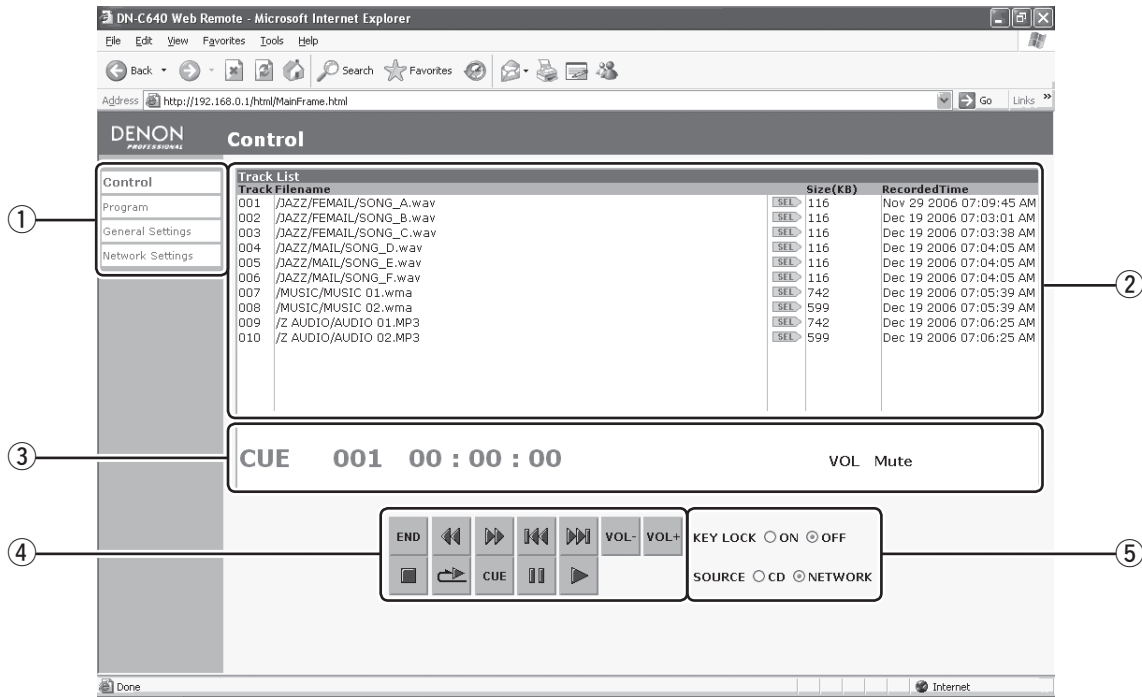 DN-C640 Web Remote - Microsoft Internet Explorer
File Edit View Favorites Tools Help
Back Search Favorites
Address http://192.168.0.1/html/MainFrame.html Go Links »
DENON
PROFESSIONAL
Control
① Control
Program
General Settings
Network Settings
Track List
Track Filename Size(KB) RecordedTime
001 /JAZZ/FEMAIL/SONG_A.wav SEL 116 Nov 29 2006 07:09:45 AM
002 /JAZZ/FEMAIL/SONG_B.wav SEL 116 Dec 19 2006 07:03:01 AM
003 /JAZZ/FEMAIL/SONG_C.wav SEL 116 Dec 19 2006 07:03:38 AM
004 /JAZZ/MAIL/SONG_D.wav SEL 116 Dec 19 2006 07:04:05 AM
005 /JAZZ/MAIL/SONG_E.wav SEL 116 Dec 19 2006 07:04:05 AM
006 /JAZZ/MAIL/SONG_F.wav SEL 116 Dec 19 2006 07:04:05 AM
007 /MUSIC/MUSIC 01.wma SEL 742 Dec 19 2006 07:05:39 AM
008 /MUSIC/MUSIC 02.wma SEL 599 Dec 19 2006 07:05:39 AM
009 /Z AUDIO/AUDIO 01.MP3 SEL 742 Dec 19 2006 07:06:25 AM
010 /Z AUDIO/AUDIO 02.MP3 SEL 599 Dec 19 2006 07:06:25 AM
②
③ CUE 001 00 : 00 : 00 VOL Mute
④ END VOL- VOL+ KEY LOCK ON OFF
CUE SOURCE CD NETWORK
⑤
Done Internet